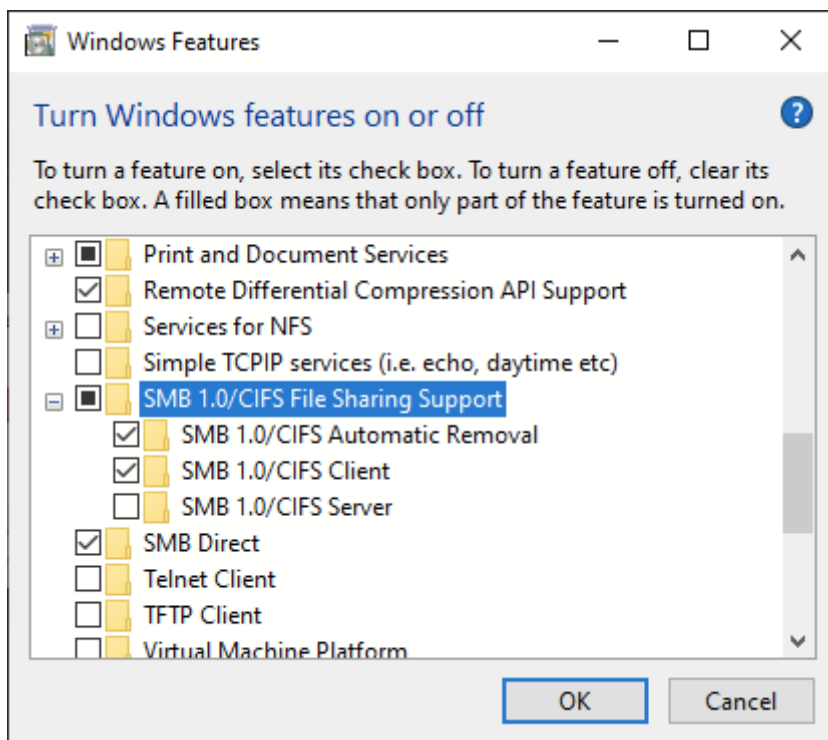 Windows Features
Turn Windows features on or off
To turn a feature on, select its check box. To turn a feature off, clear its
check box. A filled box means that only part of the feature is turned on.
Print and Document Services
Remote Differential Compression API Support
Services for NFS
Simple TCPIP services (i.e. echo, daytime etc)
SMB 1.0/CIFS File Sharing Support
SMB 1.0/CIFS Automatic Removal
SMB 1.0/CIFS Client
SMB 1.0/CIFS Server
SMB Direct
Telnet Client
TFTP Client
Virtual Machine Platform
OK Cancel